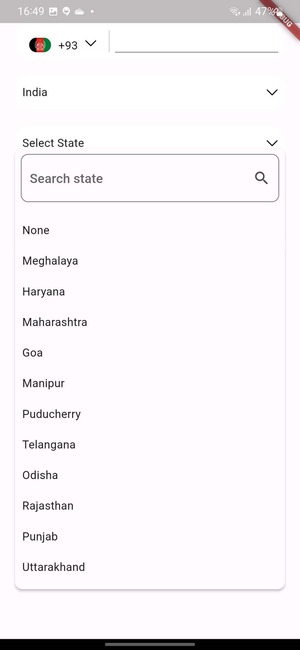 16:49
47%
DEBUG
+93
India
Select State
Search state
None
Meghalaya
Haryana
Maharashtra
Goa
Manipur
Puducherry
Telangana
Odisha
Rajasthan
Punjab
Uttarakhand